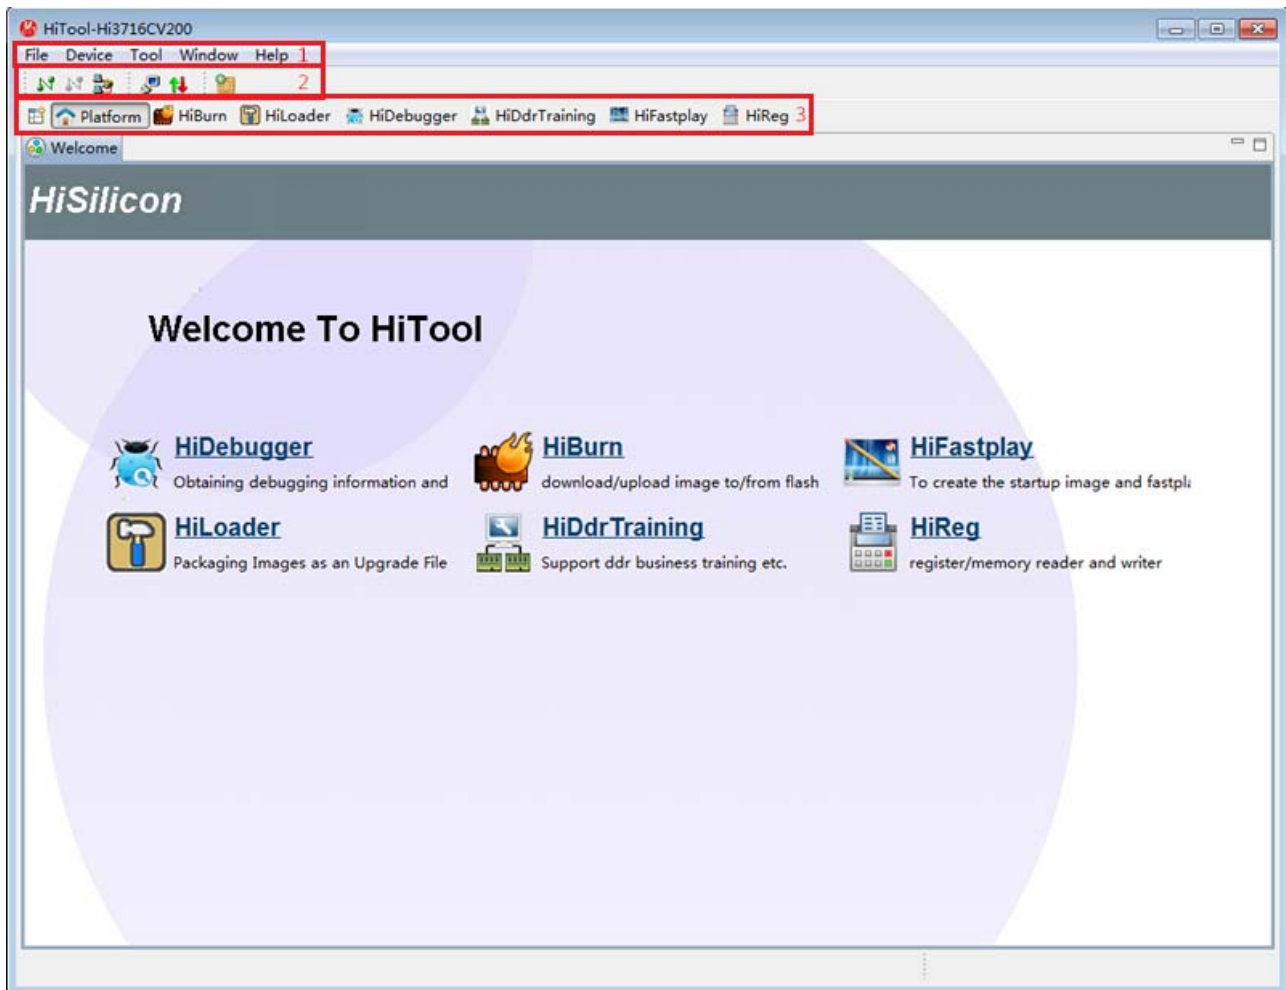 HiTool-Hi3716CV200
File Device Tool Window Help 1
2
Platform HiBurn HiLoader HiDebugger HiDdrTraining HiFastplay HiReg 3
Welcome
HiSilicon
Welcome To HiTool
HiDebugger HiBurn HiFastplay
Obtaining debugging information and download/upload image to/from flash To create the startup image and fastpla
HiLoader HiDdrTraining HiReg
Packaging Images as an Upgrade File Support ddr business training etc. register/memory reader and writer